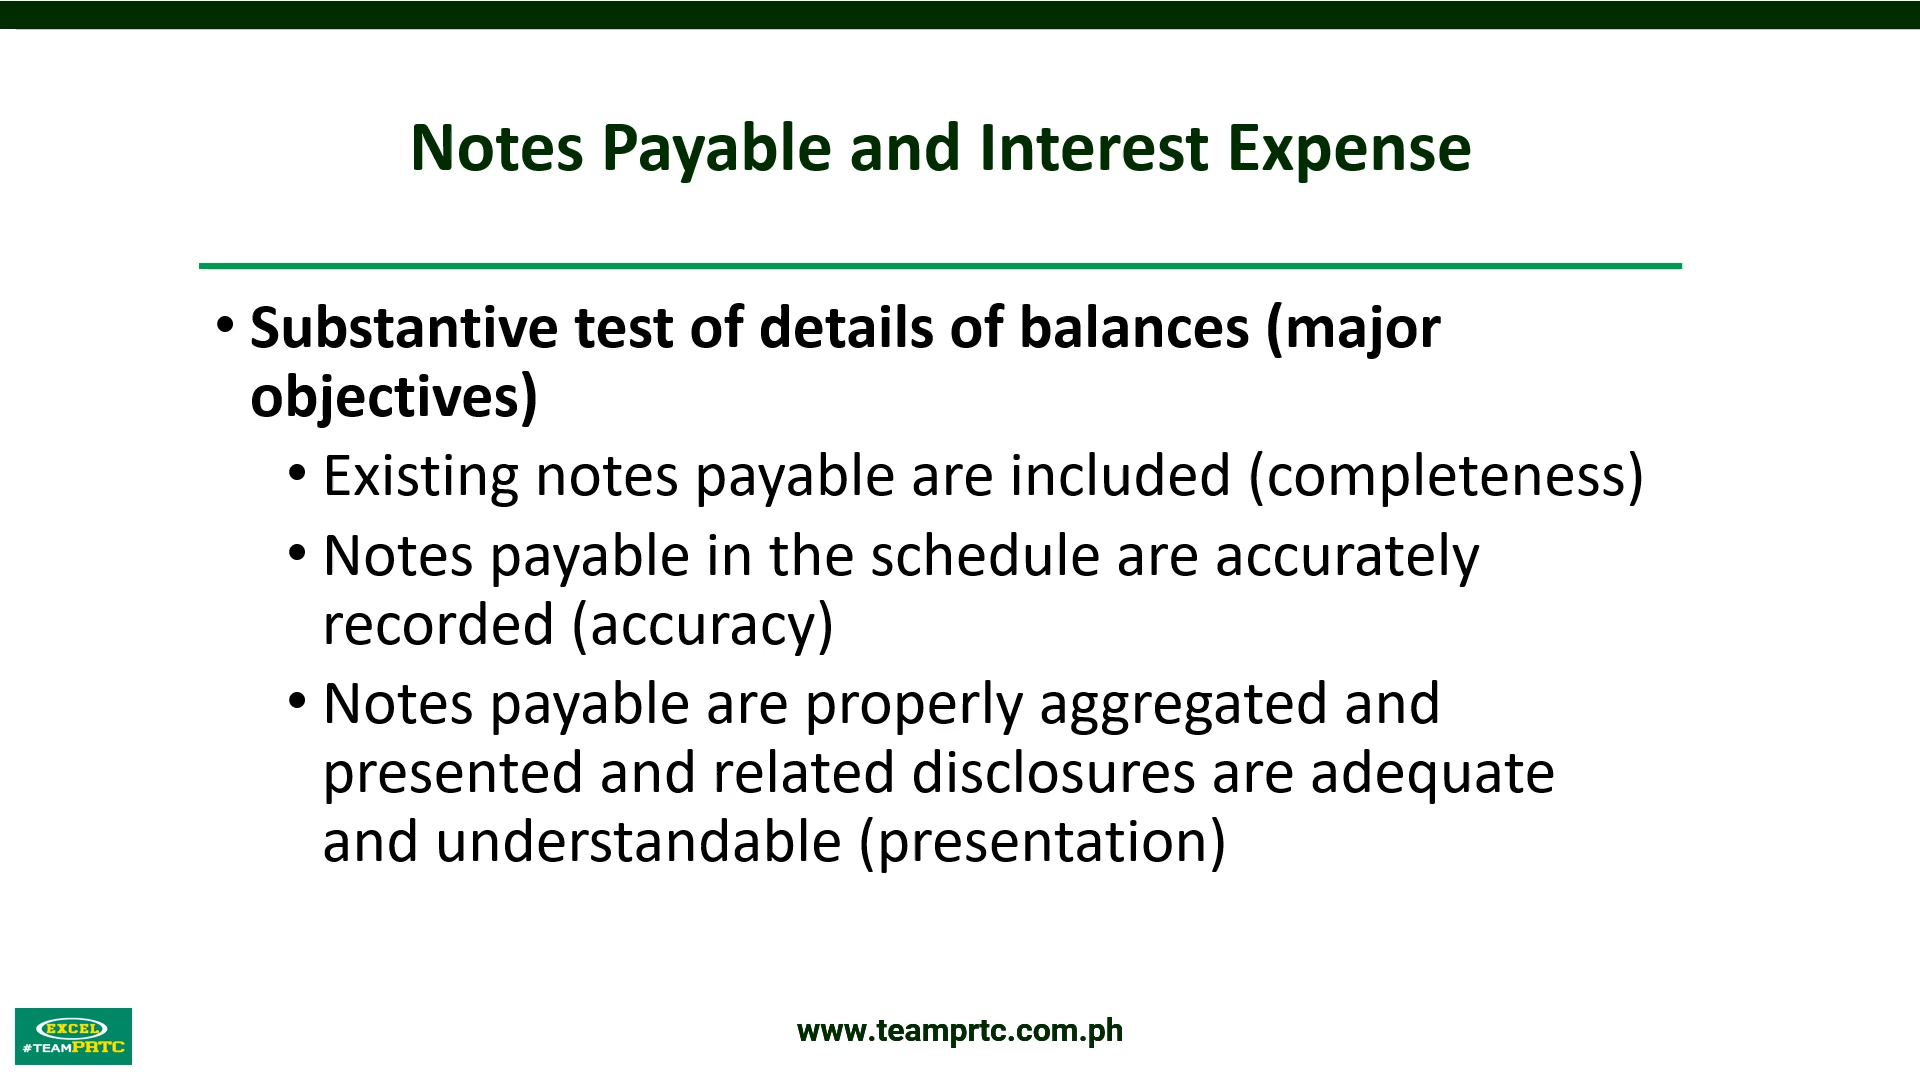 Notes Payable and Interest Expense
• Substantive test of details of balances (major
objectives)
• Existing notes payable are included (completeness)
• Notes payable in the schedule are accurately
recorded (accuracy)
• Notes payable are properly aggregated and
presented and related disclosures are adequate
and understandable (presentation)
EXCEL
#TEAMPRTC
www.teamprtc.com.ph